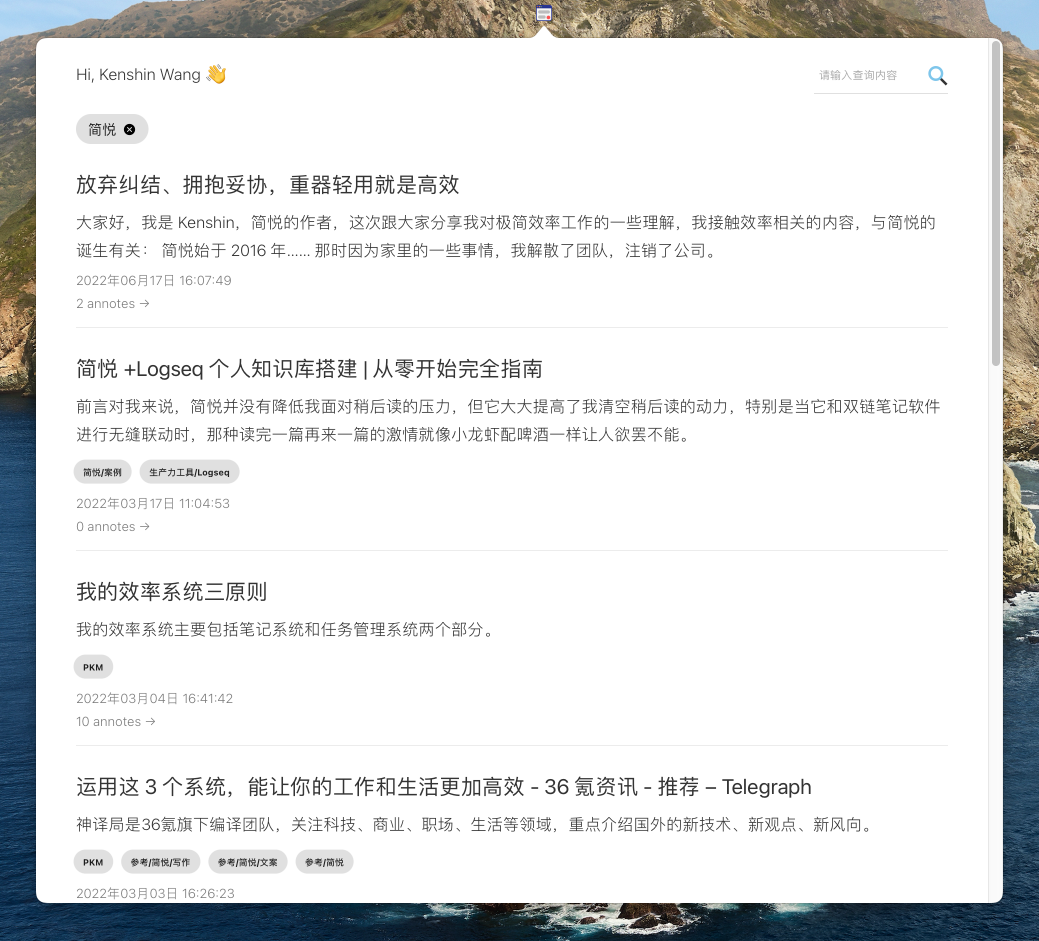 Hi, Kenshin Wang 👋
请输入查询内容
简悦
放弃纠结、拥抱妥协，重器轻用就是高效
大家好，我是 Kenshin，简悦的作者，这次跟大家分享我对极简效率工作的一些理解，我接触效率相关的内容，与简悦的
诞生有关： 简悦始于 2016 年…… 那时因为家里的一些事情，我解散了团队，注销了公司。
2022年06月17日 16:07:49
2 annotes →
简悦 +Logseq 个人知识库搭建 | 从零开始完全指南
前言对我来说，简悦并没有降低我面对稍后读的压力，但它大大提高了我清空稍后读的动力，特别是当它和双链笔记软件
进行无缝联动时，那种读完一篇再来一篇的激情就像小龙虾配啤酒一样让人欲罢不能。
简悦/案例 生产力工具/Logseq
2022年03月17日 11:04:53
0 annotes →
我的效率系统三原则
我的效率系统主要包括笔记系统和任务管理系统两个部分。
PKM
2022年03月04日 16:41:42
10 annotes →
运用这 3 个系统，能让你的工作和生活更加高效 - 36 氪资讯 - 推荐 – Telegraph
神译局是36氪旗下编译团队，关注科技、商业、职场、生活等领域，重点介绍国外的新技术、新观点、新风向。
PKM 参考/简悦/写作 参考/简悦/文案 参考/简悦
2022年03月03日 16:26:23